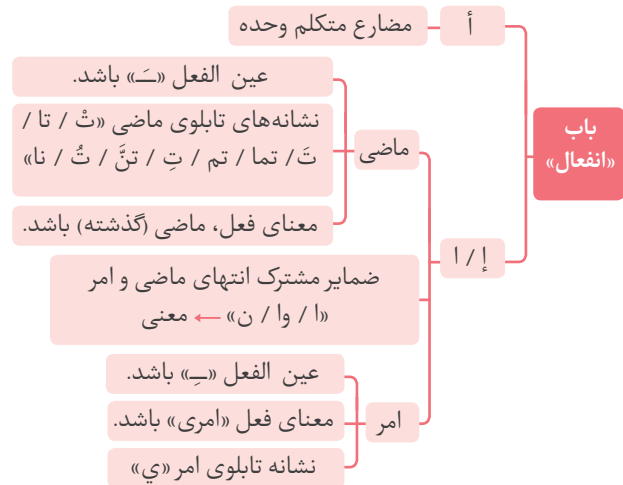 باب
«انفعال»
أ
مضارع متکلم وحده
إ / ا
ماضی
عین الفعل «ـَـ» باشد.
نشانه‌های تابلوی ماضی «تْ / تا /
تَ / تما / تم / تِ / تنَّ / تُ / نا»
معنای فعل، ماضی (گذشته) باشد.
ضمایر مشترک انتهای ماضی و امر
«ا / وا / ن» ← معنی
امر
عین الفعل «ـِـ» باشد.
معنای فعل «امری» باشد.
نشانه تابلوی امر «ي»